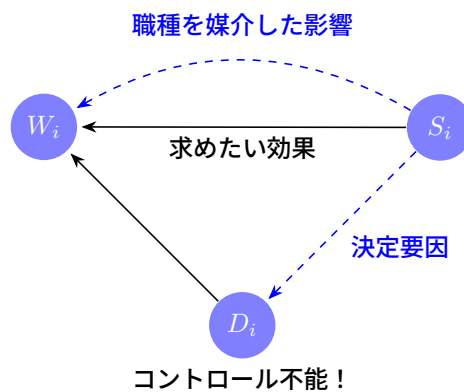 職種を媒介した影響
W_i
S_i
求めたい効果
決定要因
D_i
コントロール不能！